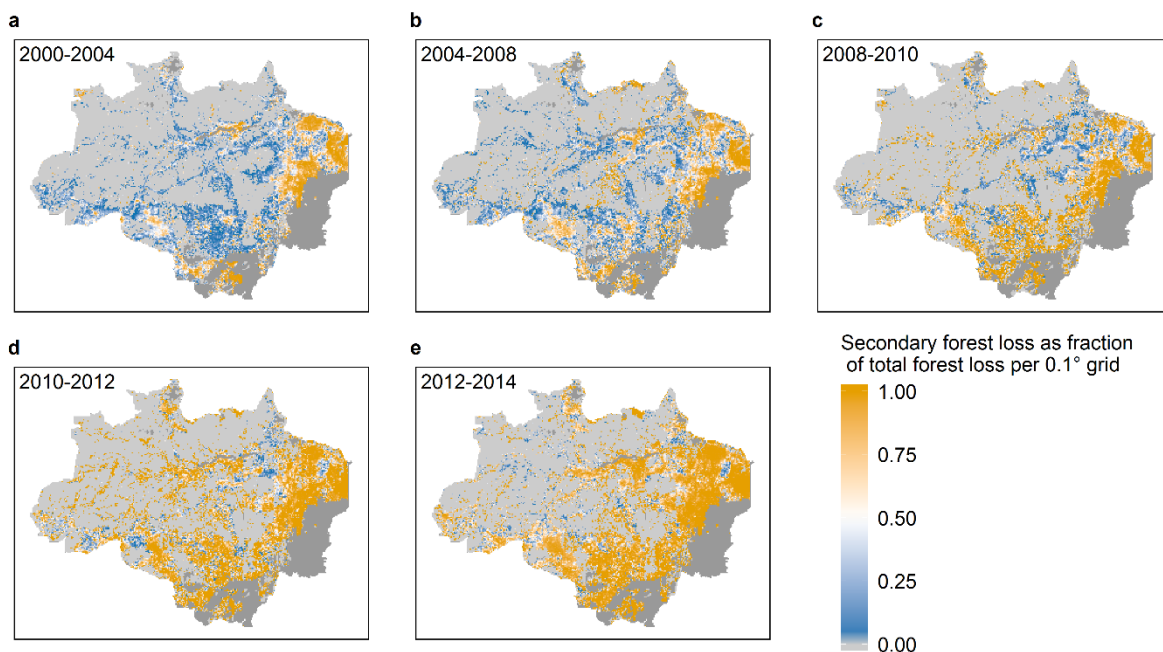 a
2000-2004
b
2004-2008
c
2008-2010
d
2010-2012
e
2012-2014
Secondary forest loss as fraction
of total forest loss per 0.1° grid
1.00
0.75
0.50
0.25
0.00